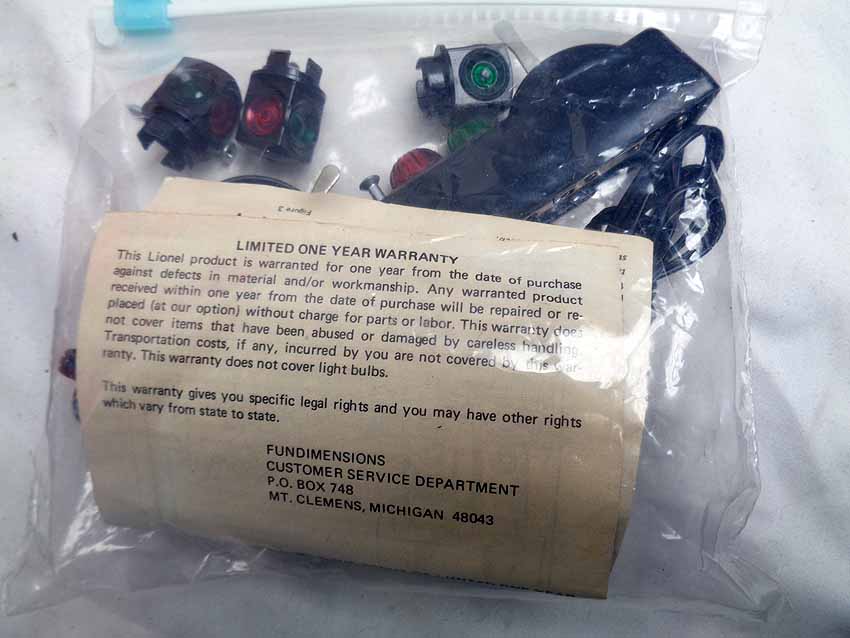 Figure 3
LIMITED ONE YEAR WARRANTY
This Lionel product is warranted for one year from the date of purchase
against defects in material and/or workmanship. Any warranted product
received within one year from the date of purchase will be repaired or re-
placed (at our option) without charge for parts or labor. This warranty does
not cover items that have been abused or damaged by careless handling.
Transportation costs, if any, incurred by you are not covered by this war-
ranty. This warranty does not cover light bulbs.
This warranty gives you specific legal rights and you may have other rights
which vary from state to state.
FUNDIMENSIONS
CUSTOMER SERVICE DEPARTMENT
P.O. BOX 748
MT. CLEMENS, MICHIGAN 48043